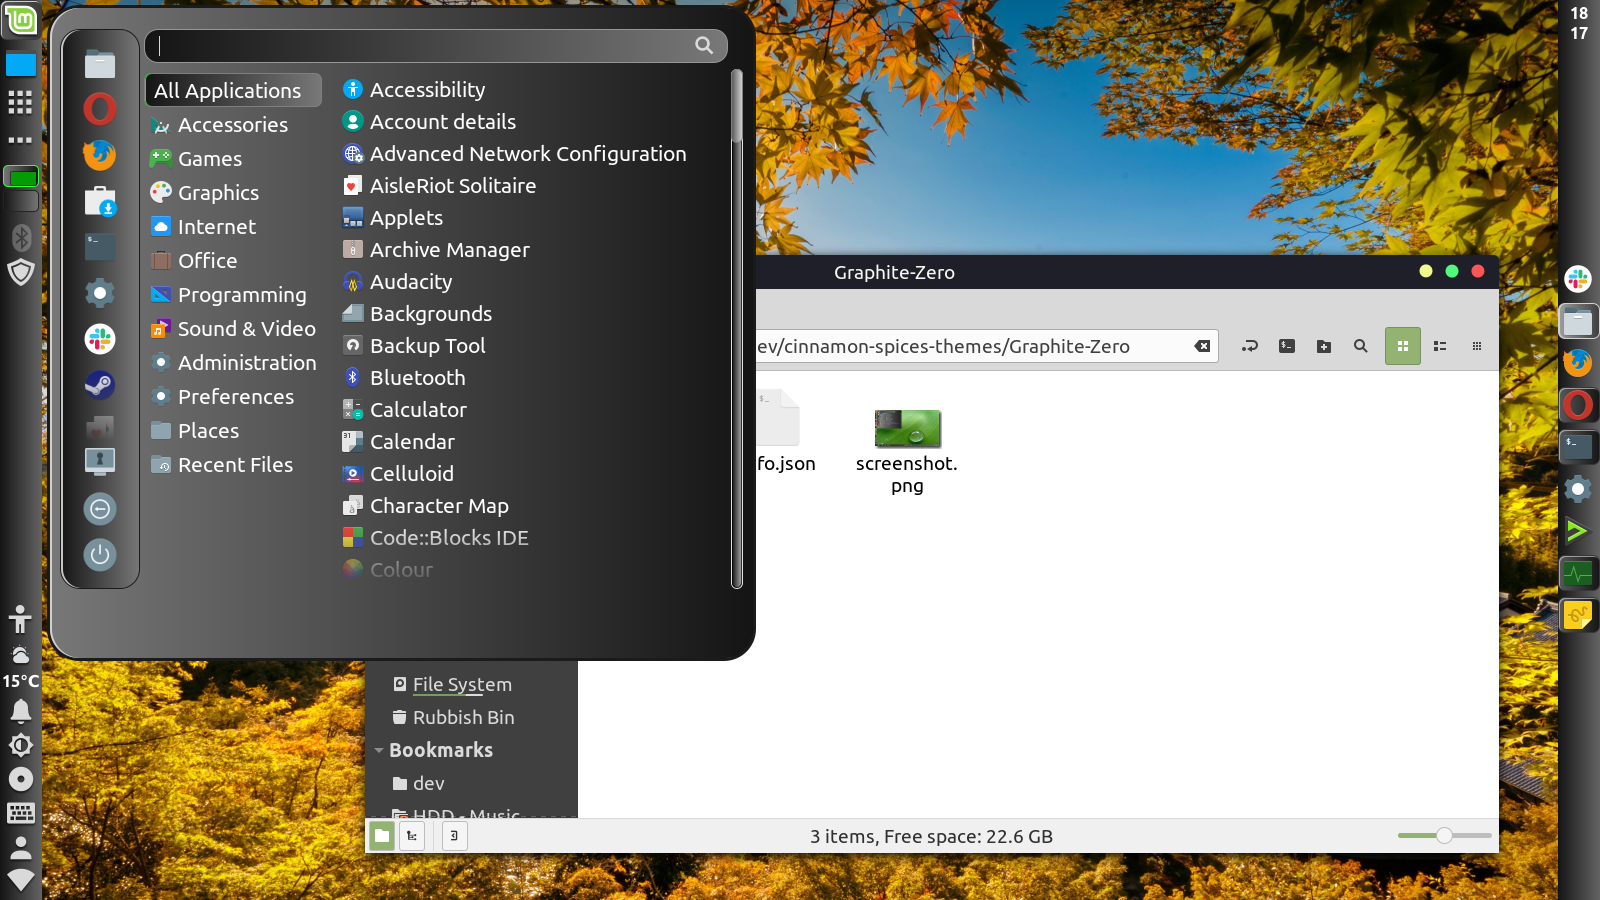 All Applications
Accessories
Games
Graphics
Internet
Office
Programming
Sound & Video
Administration
Preferences
Places
Recent Files
Accessibility
Account details
Advanced Network Configuration
AisleRiot Solitaire
Applets
Archive Manager
Audacity
Backgrounds
Backup Tool
Bluetooth
Calculator
Calendar
Celluloid
Character Map
Code::Blocks IDE
Colour
15°C
18
17
Graphite-Zero
ev/cinnamon-spices-themes/Graphite-Zero
fo.json
screenshot.
png
File System
Rubbish Bin
Bookmarks
dev
HDD - Music
3 items, Free space: 22.6 GB